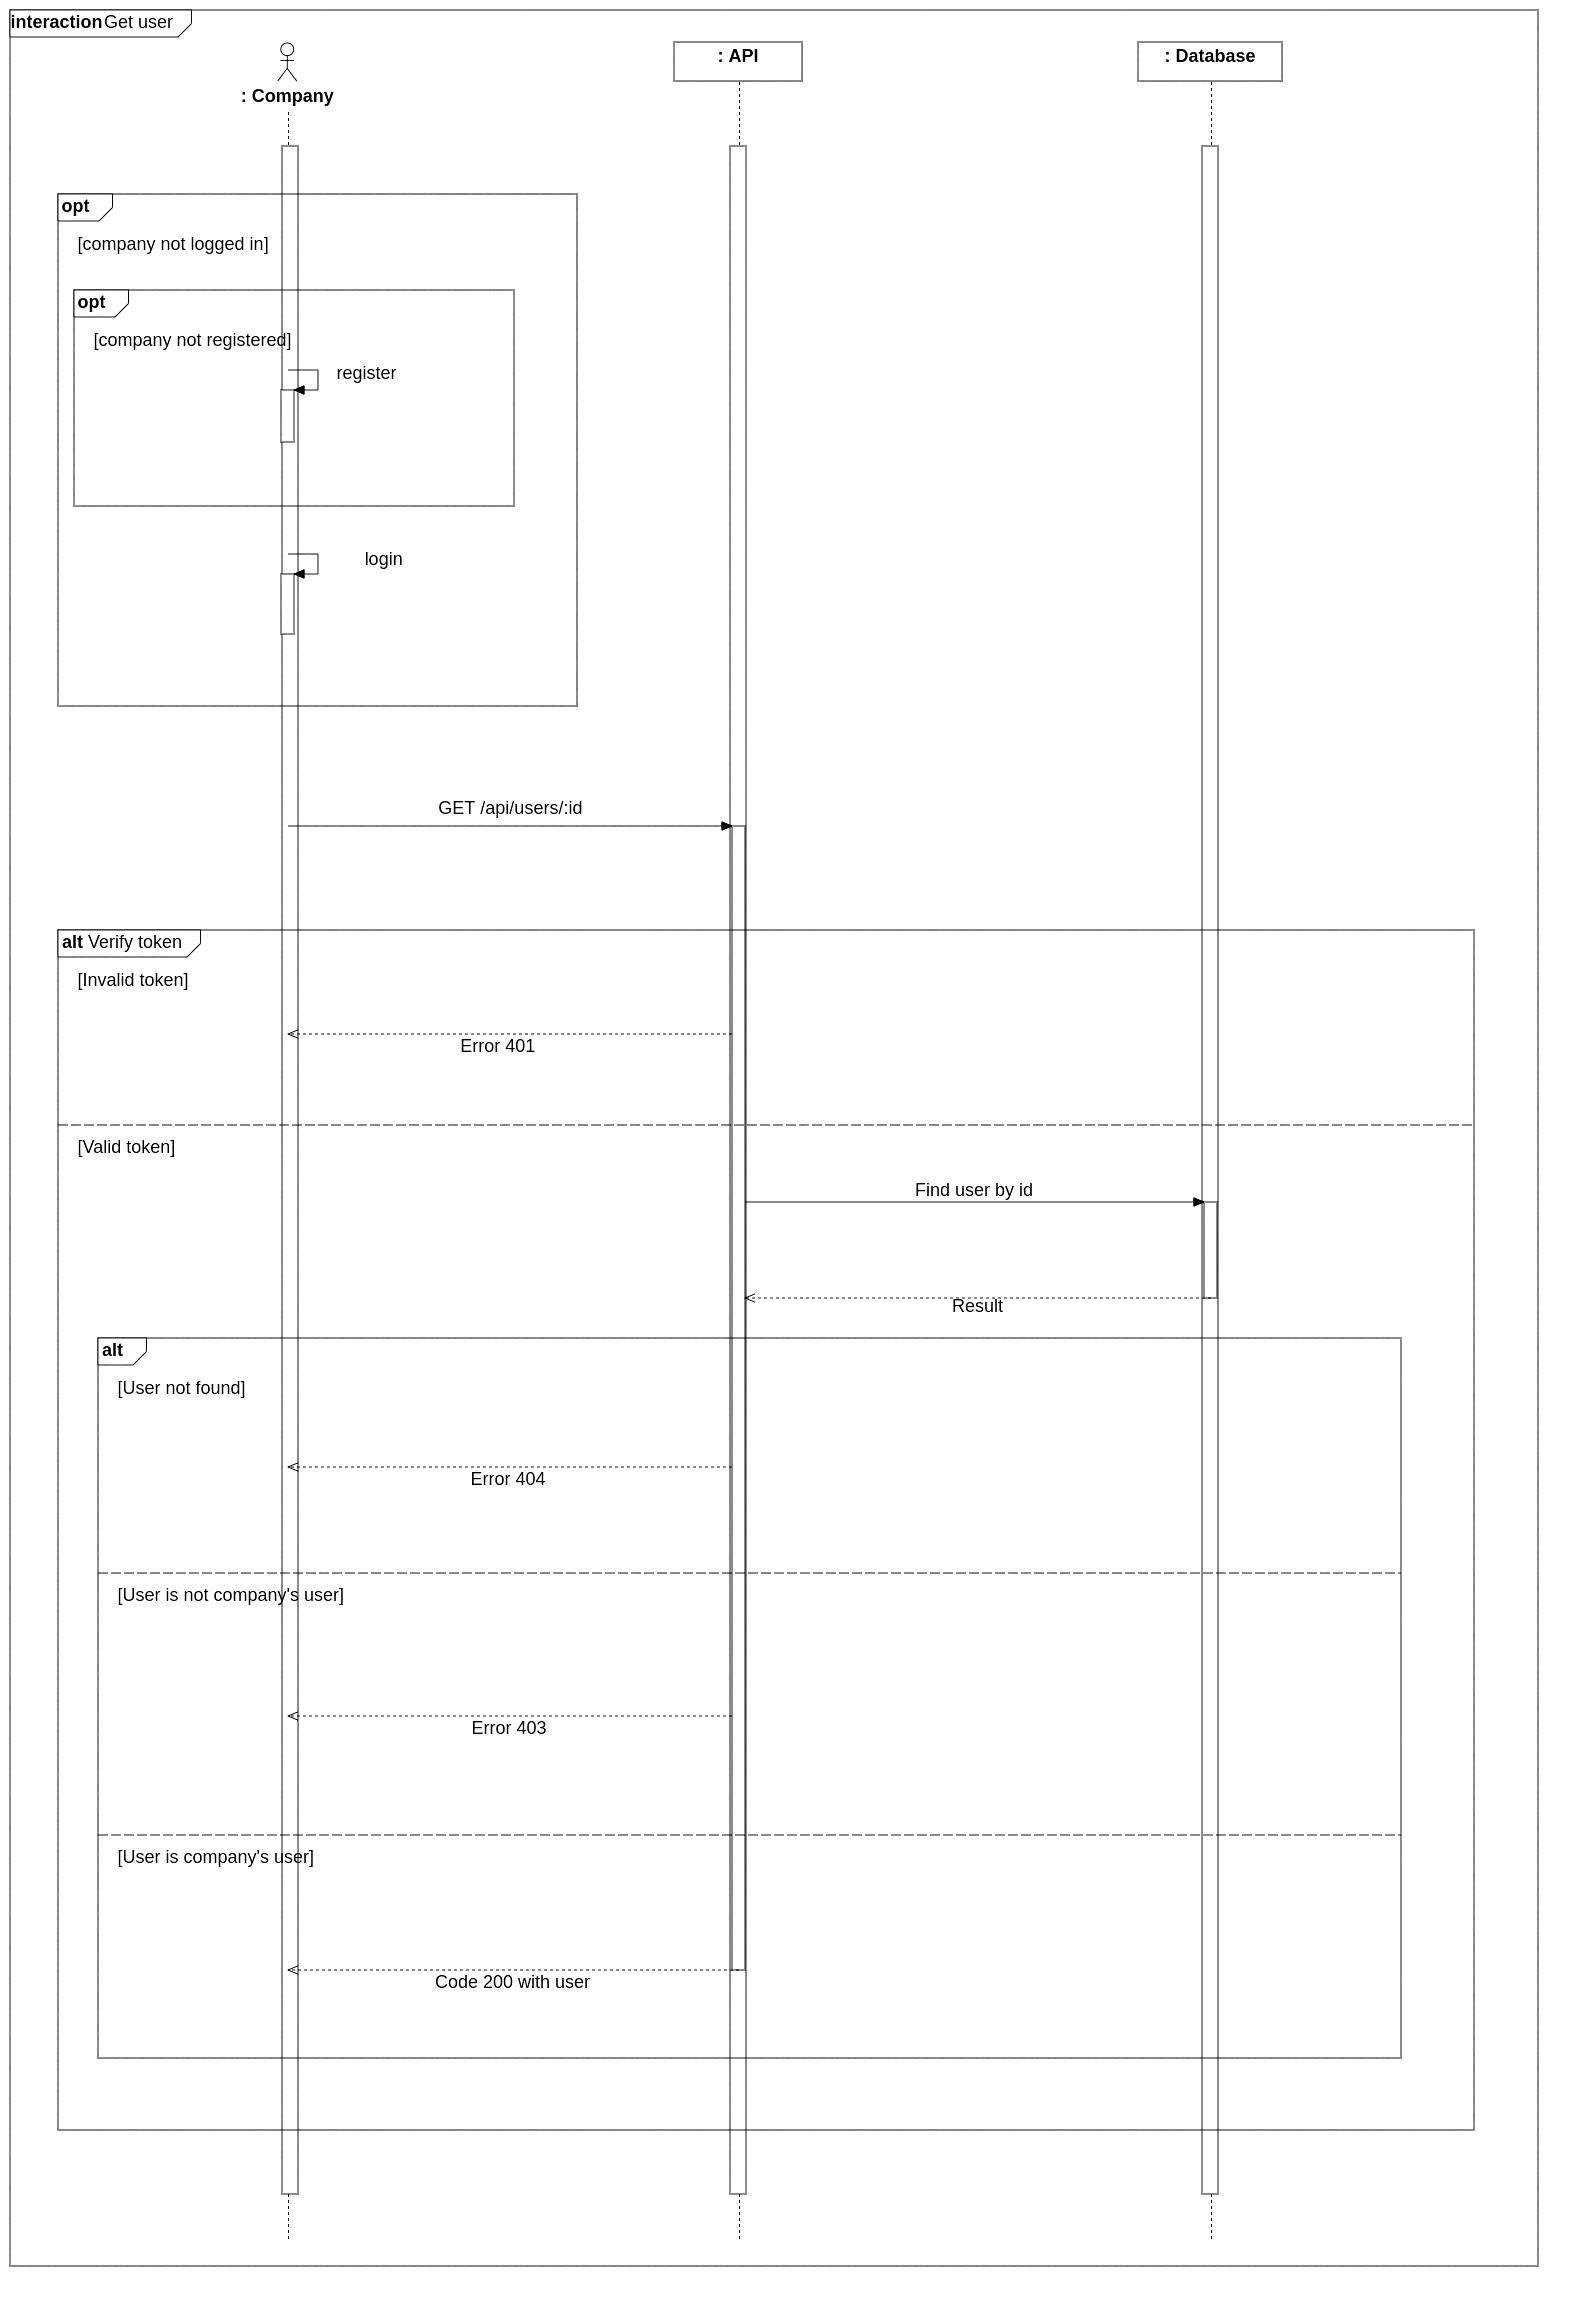 interaction Get user
: Company
: API
: Database
opt
[company not logged in]
opt
[company not registered]
register
login
GET /api/users/:id
alt Verify token
[Invalid token]
Error 401
[Valid token]
Find user by id
Result
alt
[User not found]
Error 404
[User is not company's user]
Error 403
[User is company's user]
Code 200 with user